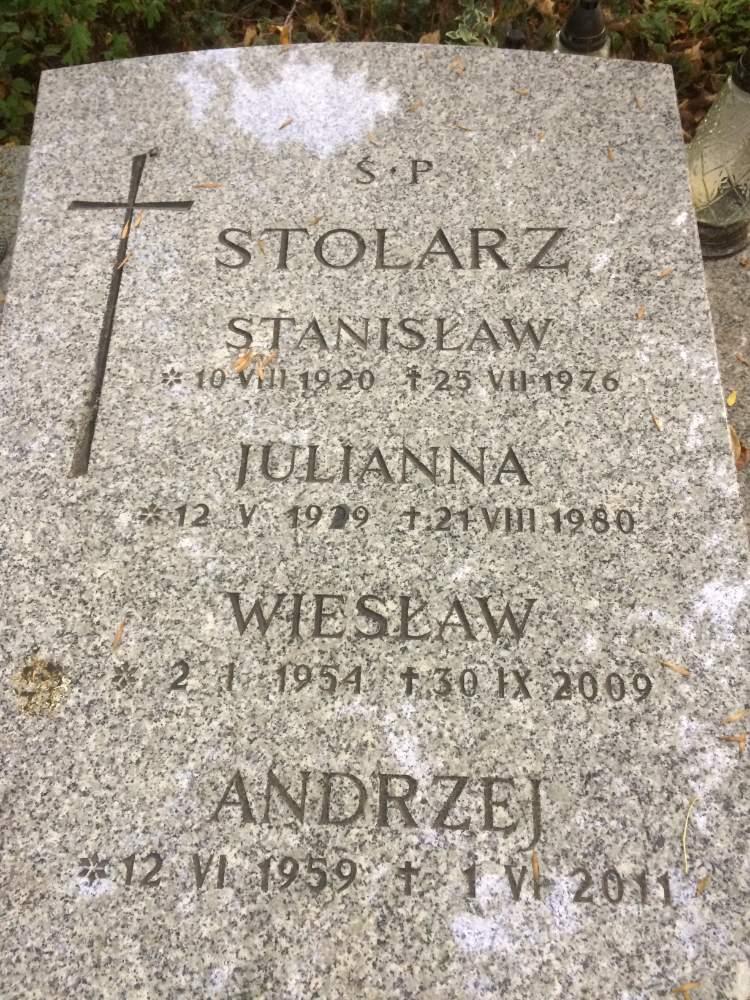 Ś·P
STOLARZ
STANISŁAW
* 10 VIII 1920 † 25 VII 1976
JULIANNA
* 12 V 1929 † 21 VIII 1980
WIESŁAW
* 2 I 1954 † 30 IX 2009
ANDRZEJ
* 12 VI 1959 † 1 VI 2011